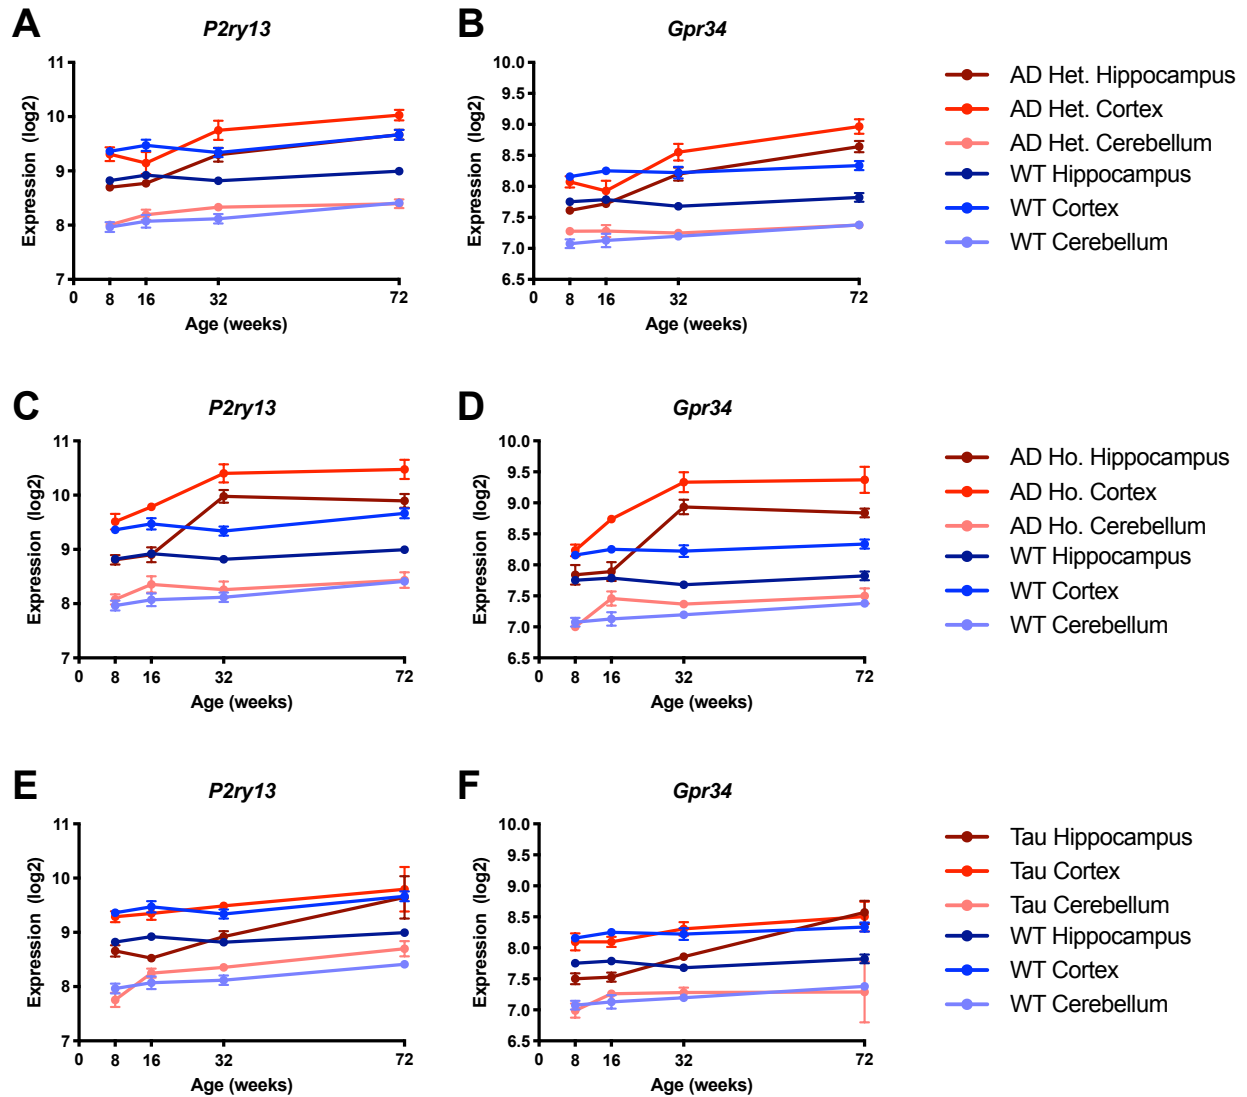 A
P2ry13
Expression (log2)
11
10
9
8
7
0
8
16
32
72
Age (weeks)
B
Gpr34
Expression (log2)
10.0
9.5
9.0
8.5
8.0
7.5
7.0
6.5
0
8
16
32
72
Age (weeks)
AD Het. Hippocampus
AD Het. Cortex
AD Het. Cerebellum
WT Hippocampus
WT Cortex
WT Cerebellum
C
P2ry13
Expression (log2)
11
10
9
8
7
0
8
16
32
72
Age (weeks)
D
Gpr34
Expression (log2)
10.0
9.5
9.0
8.5
8.0
7.5
7.0
6.5
0
8
16
32
72
Age (weeks)
AD Ho. Hippocampus
AD Ho. Cortex
AD Ho. Cerebellum
WT Hippocampus
WT Cortex
WT Cerebellum
E
P2ry13
Expression (log2)
11
10
9
8
7
0
8
16
32
72
Age (weeks)
F
Gpr34
Expression (log2)
10.0
9.5
9.0
8.5
8.0
7.5
7.0
6.5
0
8
16
32
72
Age (weeks)
Tau Hippocampus
Tau Cortex
Tau Cerebellum
WT Hippocampus
WT Cortex
WT Cerebellum